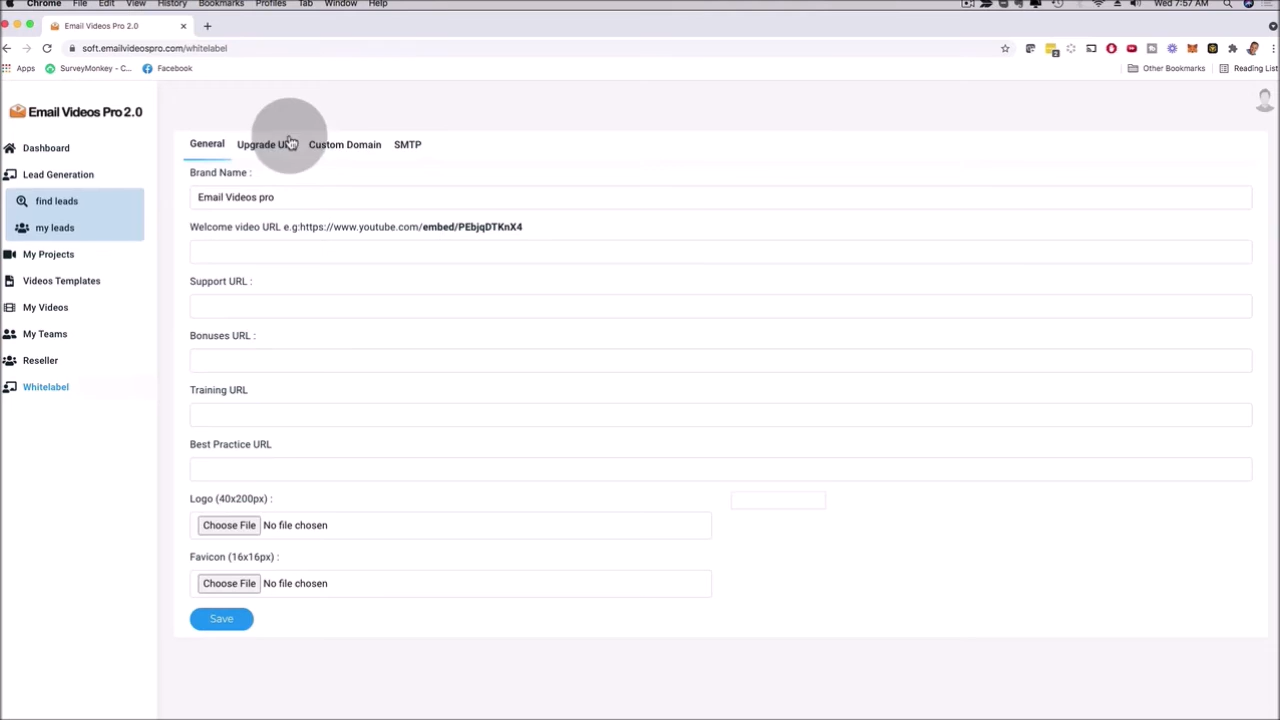 Chrome File Edit View History Bookmarks Profiles Tab Window Help Wed 7:57 AM
Email Videos Pro 2.0
soft.emailvideospro.com/whitelabel
Apps SurveyMonkey - C... Facebook Other Bookmarks Reading List
Email Videos Pro 2.0
Dashboard
Lead Generation
find leads
my leads
My Projects
Videos Templates
My Videos
My Teams
Reseller
Whitelabel
General Upgrade Custom Domain SMTP
Brand Name :
Email Videos pro
Welcome video URL e.g:https://www.youtube.com/embed/PEbjqDTKnX4
Support URL :
Bonuses URL :
Training URL
Best Practice URL
Logo (40x200px) :
Choose File No file chosen
Favicon (16x16px) :
Choose File No file chosen
Save